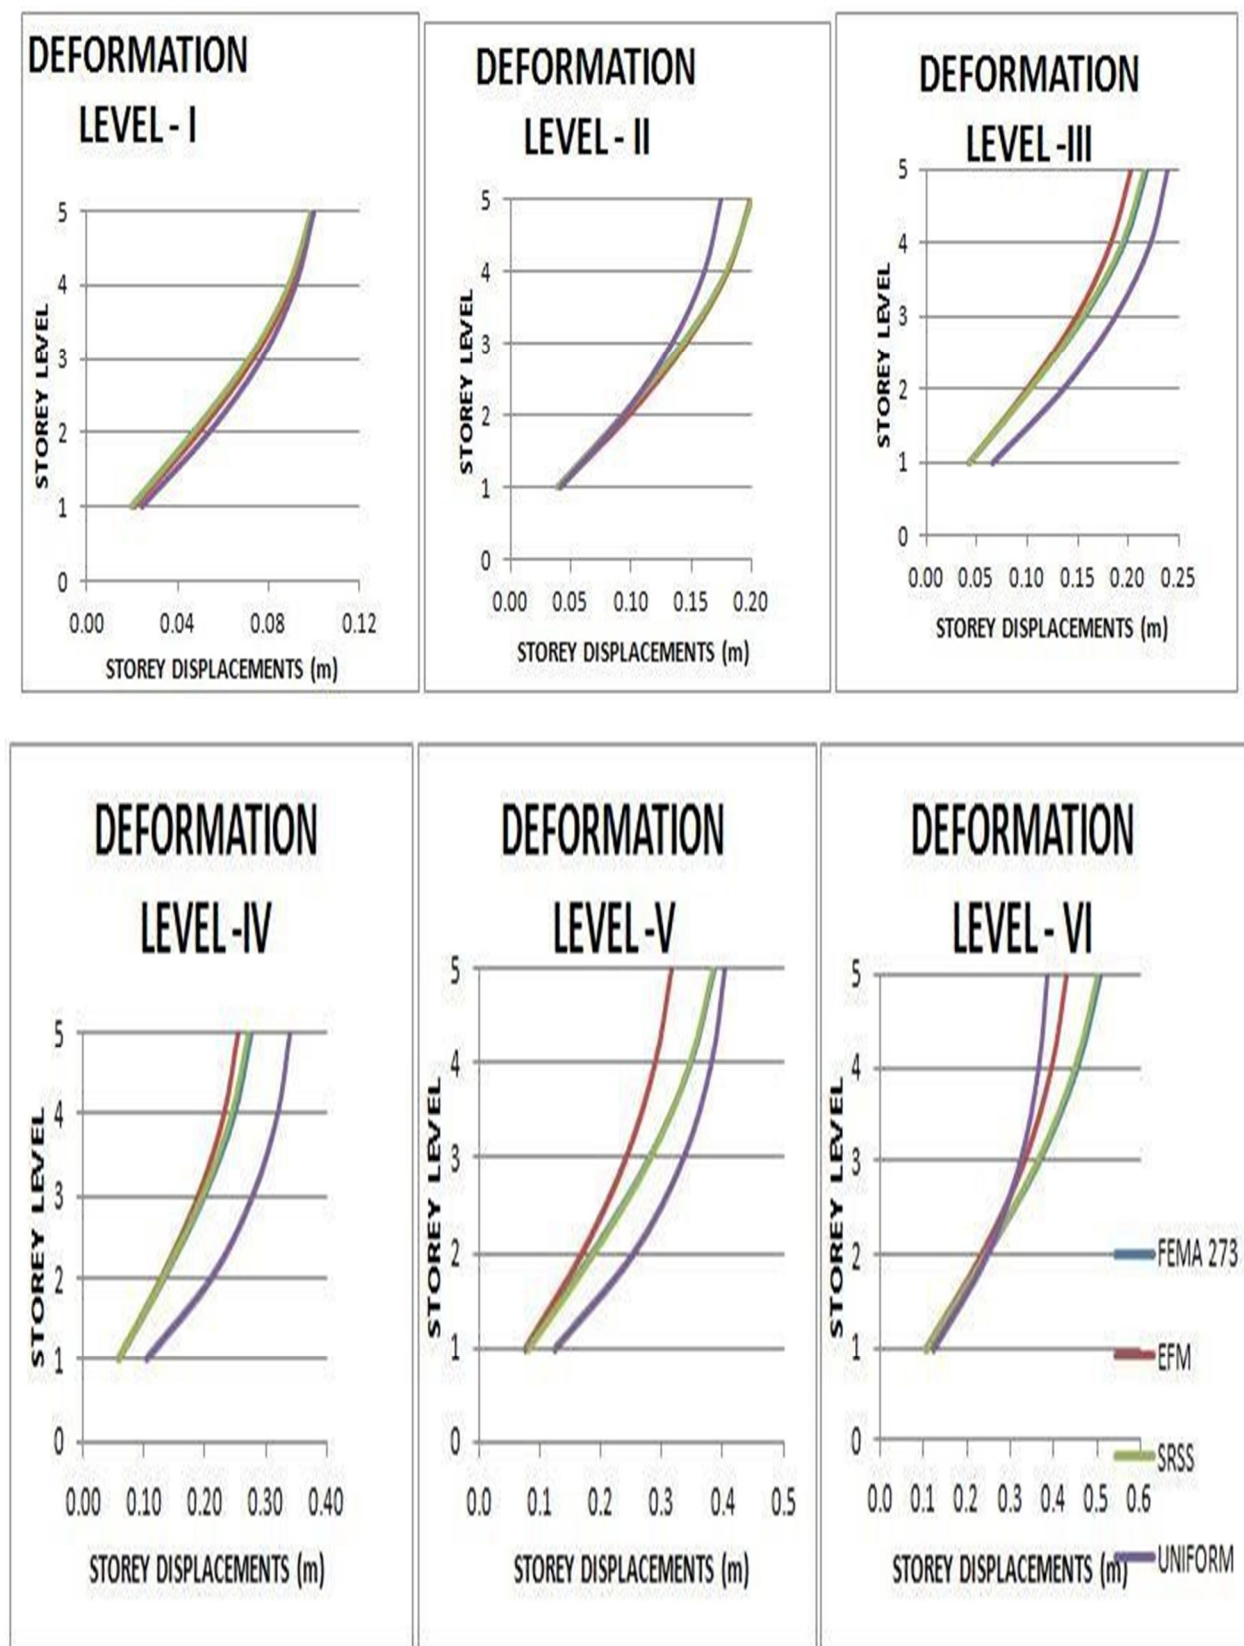 DEFORMATION
LEVEL - I
5
4
3
2
1
0
STOREY LEVEL
0.00 0.04 0.08 0.12
STOREY DISPLACEMENTS (m)
DEFORMATION
LEVEL - II
5
4
3
2
1
0
STOREY LEVEL
0.00 0.05 0.10 0.15 0.20
STOREY DISPLACEMENTS (m)
DEFORMATION
LEVEL -III
5
4
3
2
1
0
STOREY LEVEL
0.00 0.05 0.10 0.15 0.20 0.25
STOREY DISPLACEMENTS (m)
DEFORMATION
LEVEL -IV
5
4
3
2
1
0
STOREY LEVEL
0.00 0.10 0.20 0.30 0.40
STOREY DISPLACEMENTS (m)
DEFORMATION
LEVEL -V
5
4
3
2
1
0
STOREY LEVEL
0.0 0.1 0.2 0.3 0.4 0.5
STOREY DISPLACEMENTS (m)
DEFORMATION
LEVEL - VI
5
4
3
2
1
0
STOREY LEVEL
0.0 0.1 0.2 0.3 0.4 0.5 0.6
STOREY DISPLACEMENTS (m)
FEMA 273
EFM
SRSS
UNIFORM